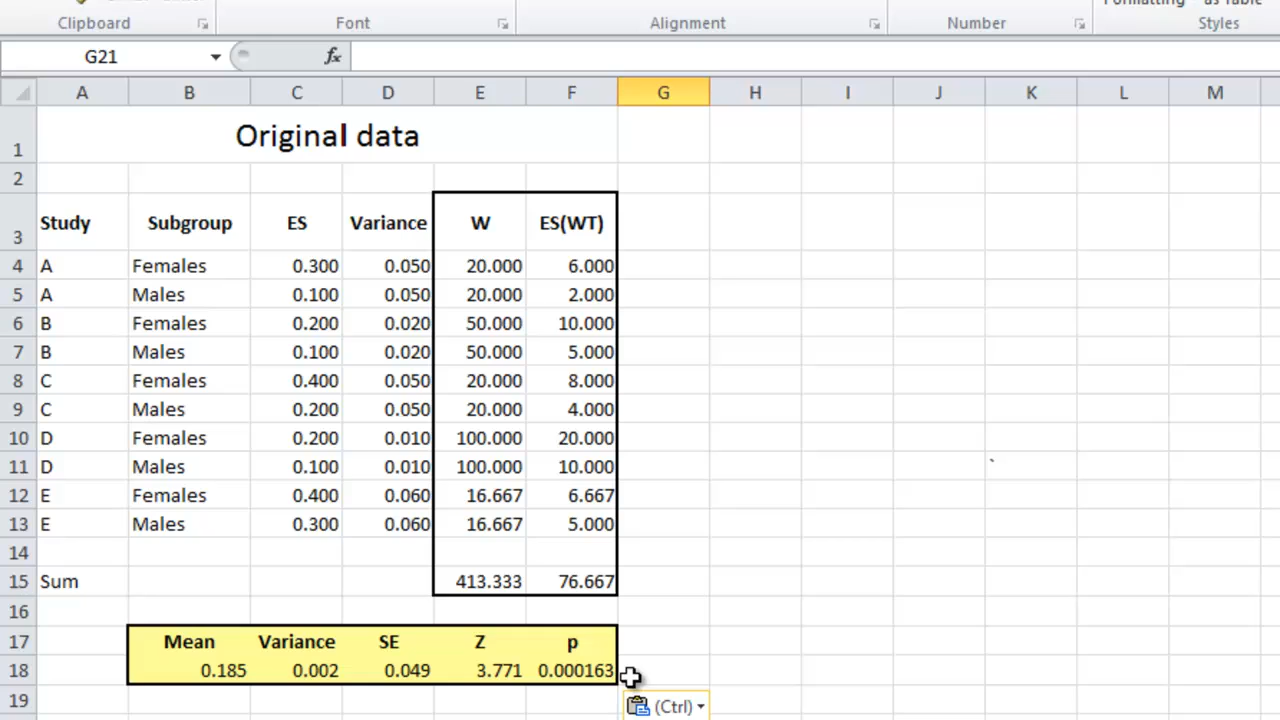 Clipboard Font Alignment Number Styles
G21 fx
A B C D E F G H I J K L M
1 Original data
2
3 Study Subgroup ES Variance W ES(WT)
4 A Females 0.300 0.050 20.000 6.000
5 A Males 0.100 0.050 20.000 2.000
6 B Females 0.200 0.020 50.000 10.000
7 B Males 0.100 0.020 50.000 5.000
8 C Females 0.400 0.050 20.000 8.000
9 C Males 0.200 0.050 20.000 4.000
10 D Females 0.200 0.010 100.000 20.000
11 D Males 0.100 0.010 100.000 10.000 `
12 E Females 0.400 0.060 16.667 6.667
13 E Males 0.300 0.060 16.667 5.000
14
15 Sum 413.333 76.667
16
17 Mean Variance SE Z p
18 0.185 0.002 0.049 3.771 0.000163
19 (Ctrl)